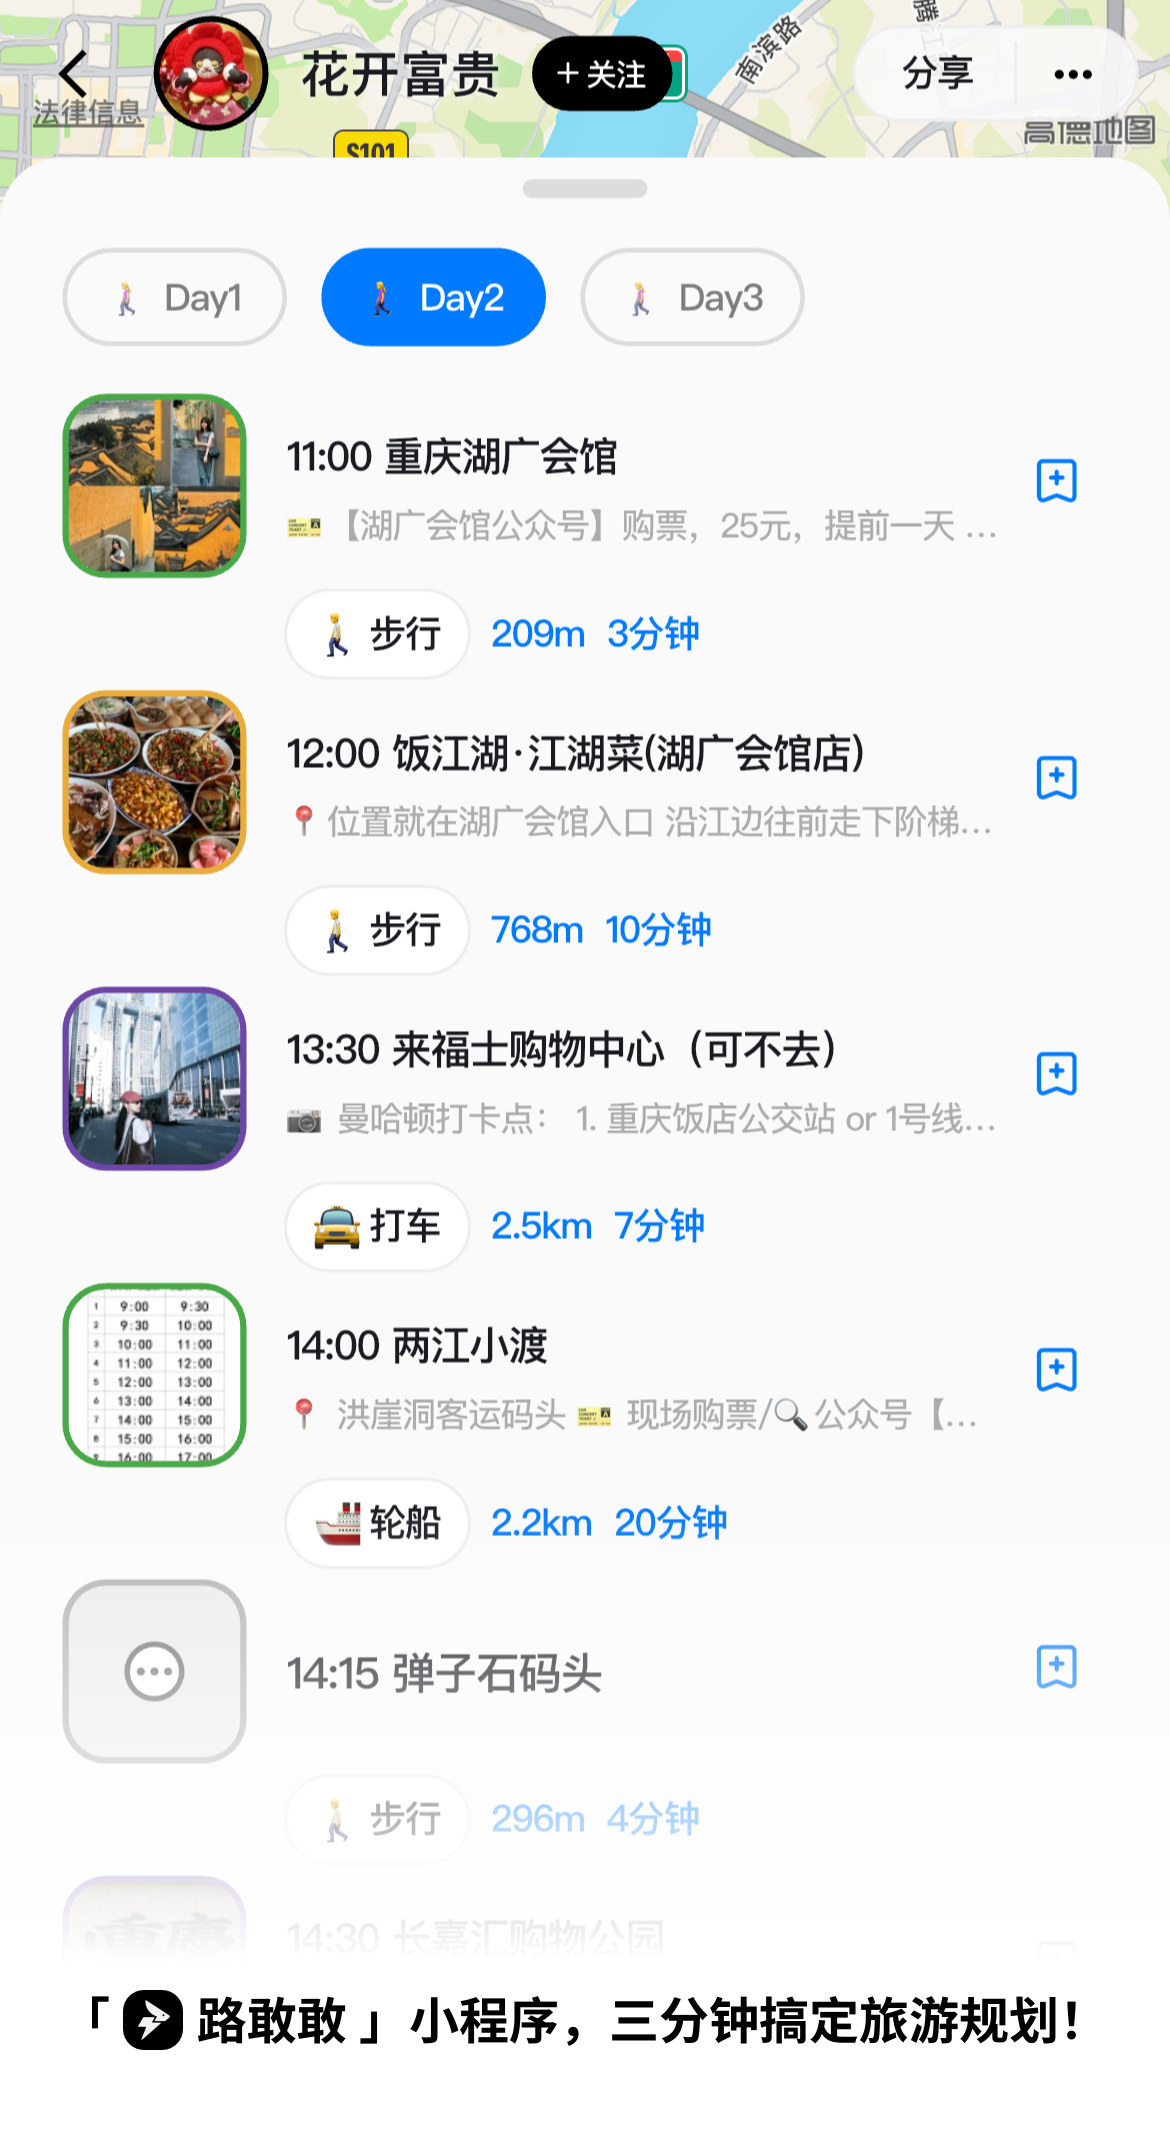 腾
南滨路
花开富贵
+ 关注
分享
法律信息
高德地图
S101
Day1
Day2
Day3
11:00 重庆湖广会馆
【湖广会馆公众号】购票，25元，提前一天 ...
步行 209m 3分钟
12:00 饭江湖·江湖菜(湖广会馆店)
📍位置就在湖广会馆入口 沿江边往前走下阶梯...
步行 768m 10分钟
13:30 来福士购物中心（可不去）
📷 曼哈顿打卡点： 1. 重庆饭店公交站 or 1号线...
打车 2.5km 7分钟
1 9:00 9:30
2 9:30 10:00
3 10:00 11:00
4 11:00 12:00
5 12:00 13:00
6 13:00 14:00
7 14:00 15:00
8 15:00 16:00
9 16:00 17:00
14:00 两江小渡
📍 洪崖洞客运码头 🎫 现场购票/🔍公众号【...
轮船 2.2km 20分钟
14:15 弹子石码头
步行 296m 4分钟
重慶
14:30 长嘉汇购物公园
「路敢敢」小程序，三分钟搞定旅游规划！